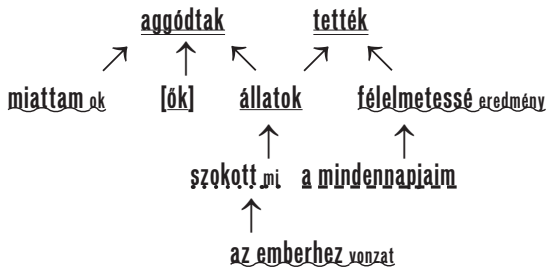 aggódtak tették
miattam ok [ők] állatok félelmetessé eredmény
szokott mi a mindennapjaim
az emberhez vonzat